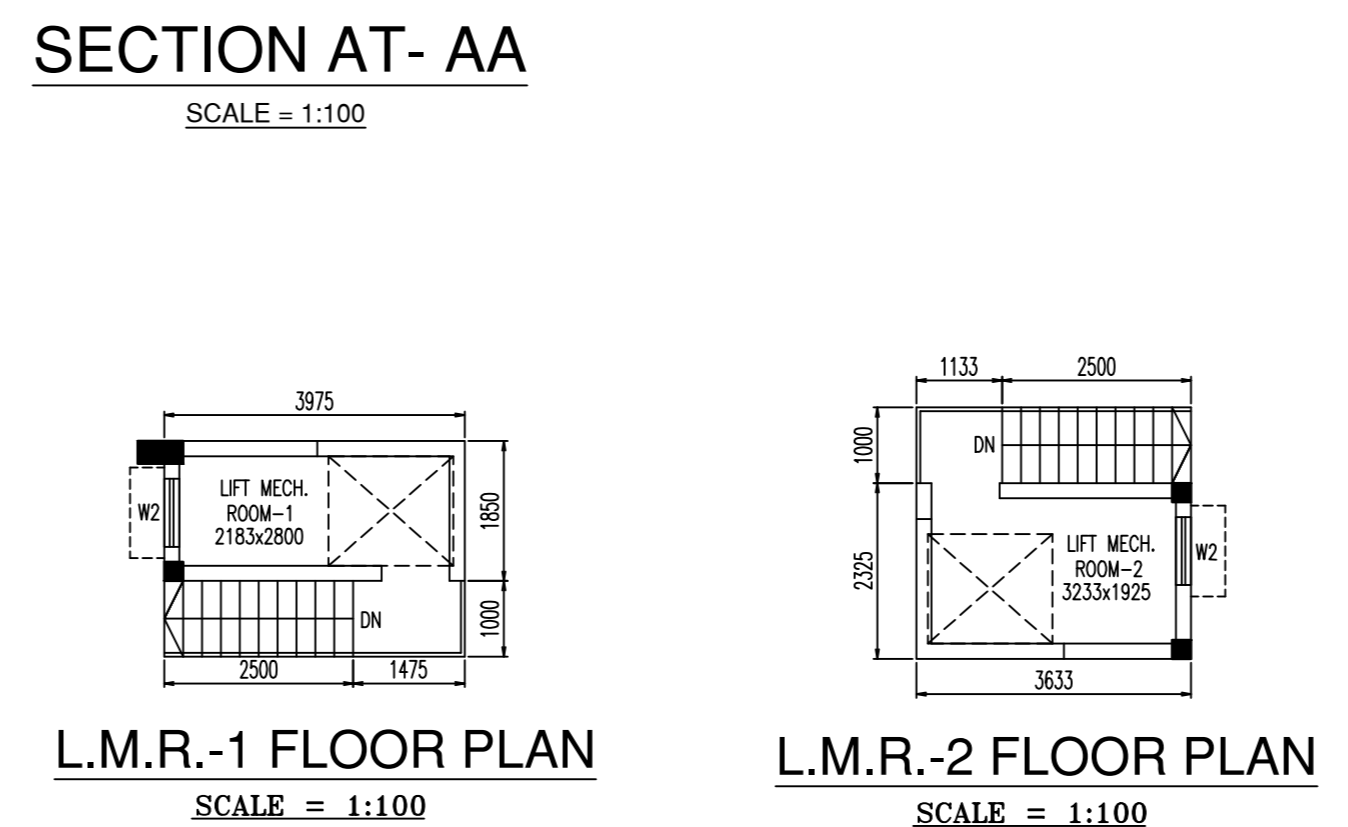 SECTION AT- AA
SCALE = 1:100
3975
W2
LIFT MECH.
ROOM-1
2183x2800
1850
1000
DN
2500
1475
L.M.R.-1 FLOOR PLAN
SCALE = 1:100
1133
2500
1000
DN
2325
LIFT MECH.
ROOM-2
3233x1925
W2
3633
L.M.R.-2 FLOOR PLAN
SCALE = 1:100